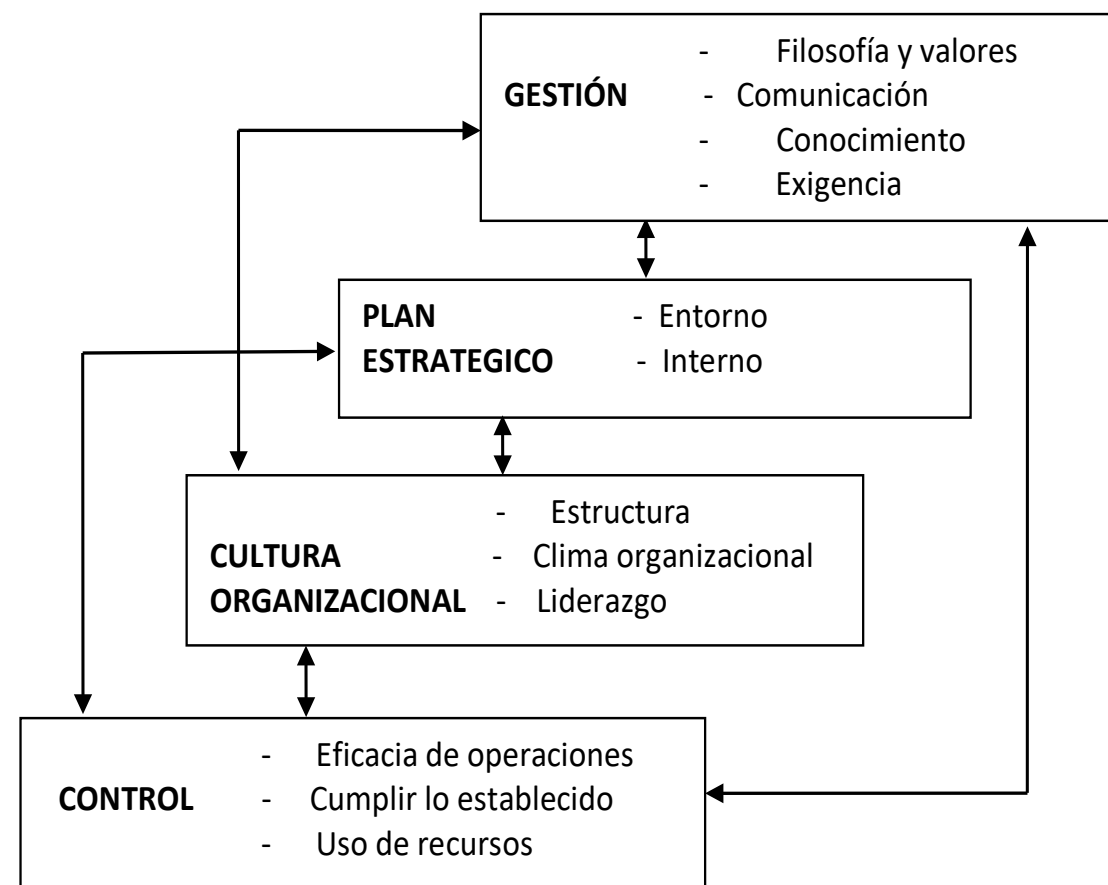 - Filosofía y valores
GESTIÓN - Comunicación
- Conocimiento
- Exigencia
PLAN - Entorno
ESTRATEGICO - Interno
- Estructura
CULTURA - Clima organizacional
ORGANIZACIONAL - Liderazgo
- Eficacia de operaciones
CONTROL - Cumplir lo establecido
- Uso de recursos